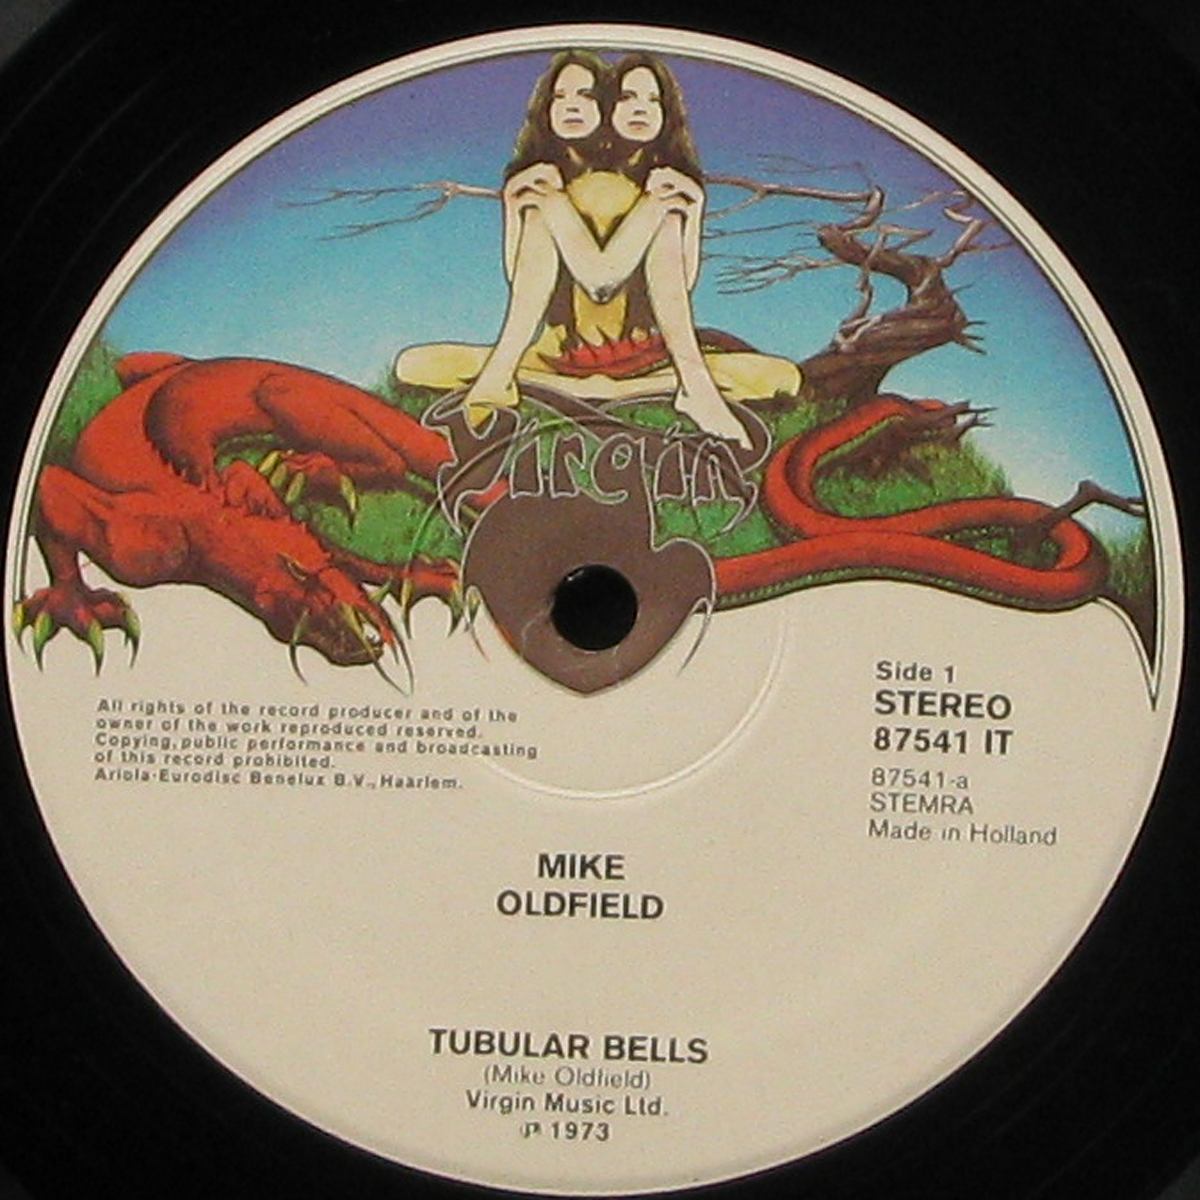 Virgin
Side 1
STEREO
87541 IT
87541-a
STEMRA
Made in Holland
All rights of the record producer and of the
owner of the work reproduced reserved.
Copying, public performance and broadcasting
of this record prohibited.
Ariola-Eurodisc Benelux B.V., Haarlem.
MIKE
OLDFIELD
TUBULAR BELLS
(Mike Oldfield)
Virgin Music Ltd.
℗ 1973